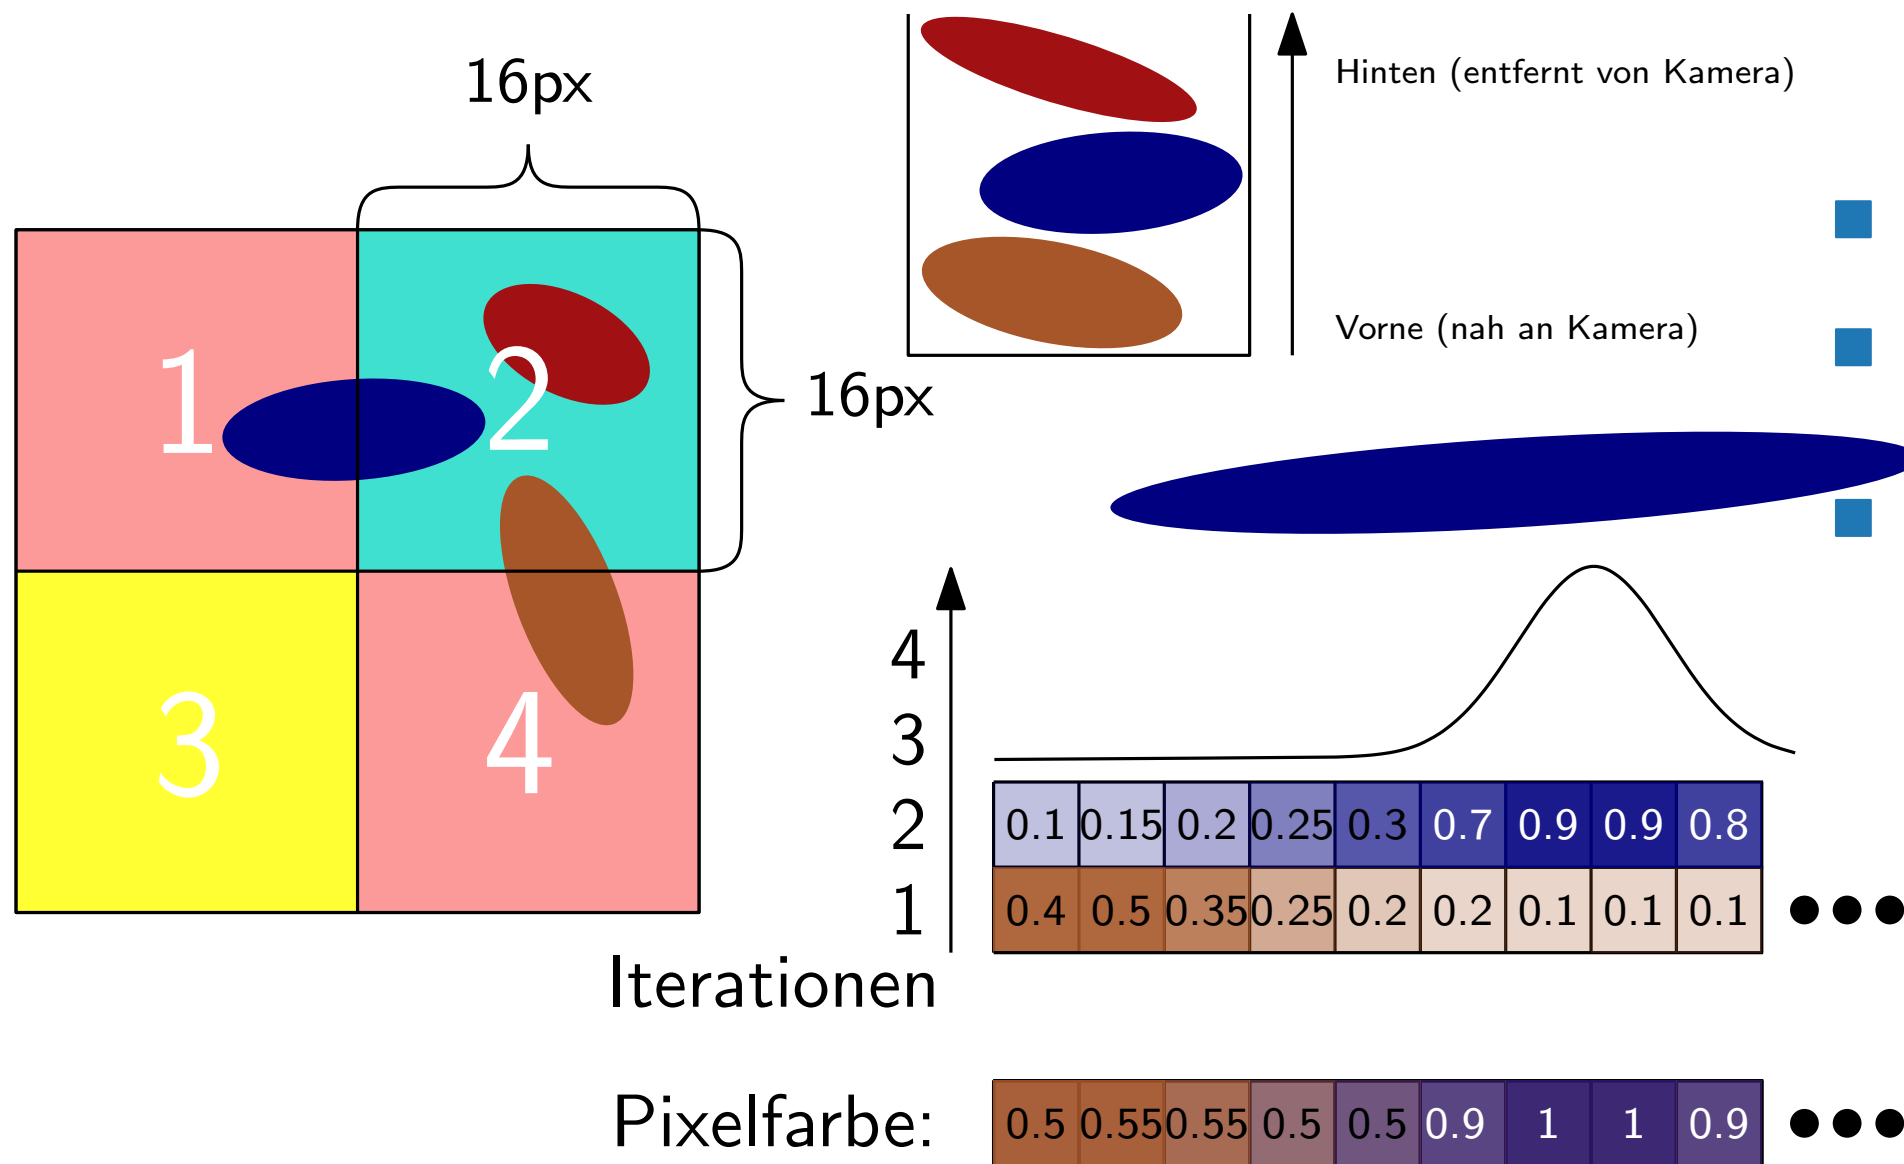 16px
Hinten (entfernt von Kamera)
Vorne (nah an Kamera)
1
2
16px
3
4
4
3
2
0.1 0.15 0.2 0.25 0.3 0.7 0.9 0.9 0.8
1
0.4 0.5 0.35 0.25 0.2 0.2 0.1 0.1 0.1
Iterationen
Pixelfarbe:
0.5 0.55 0.55 0.5 0.5 0.9 1 1 0.9